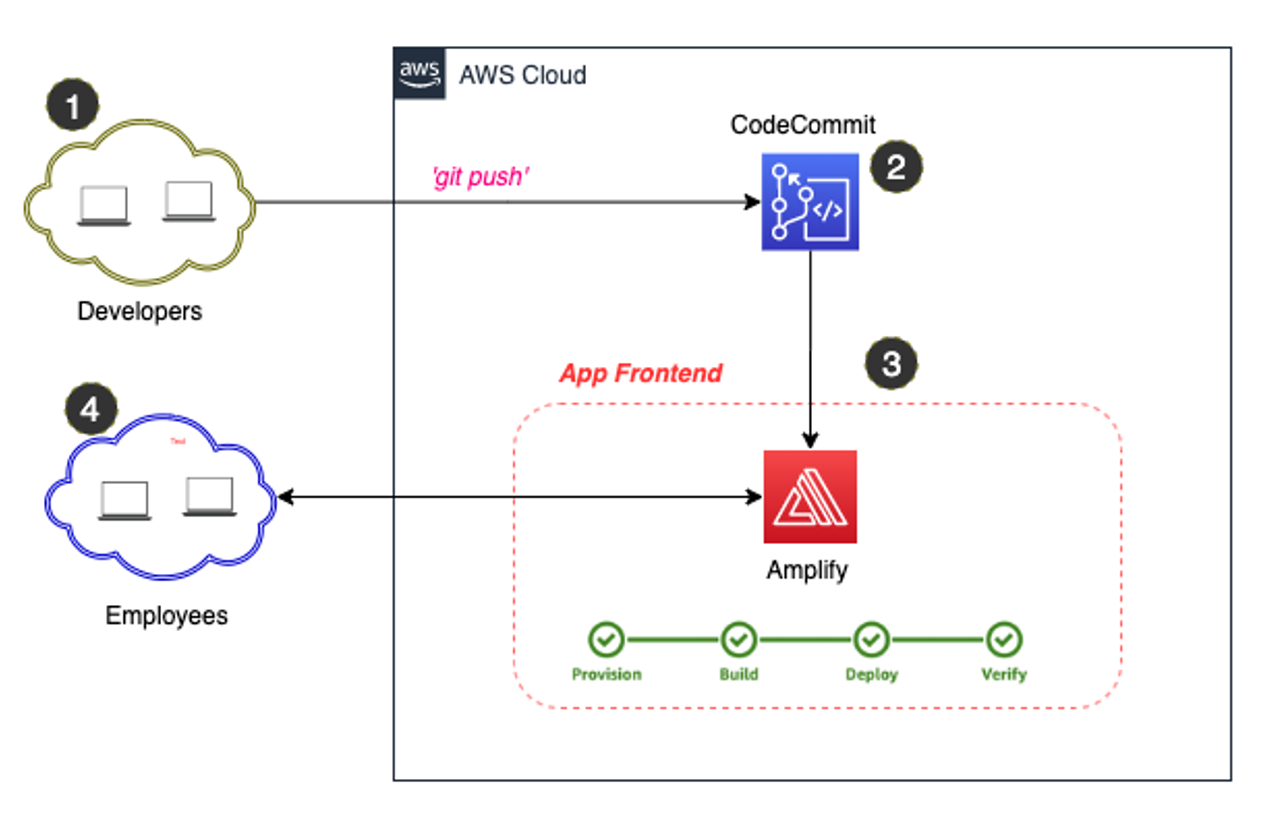 aws
AWS Cloud
1
CodeCommit
2
'git push'
Developers
App Frontend
3
4
Text
Amplify
Employees
Provision
Build
Deploy
Verify